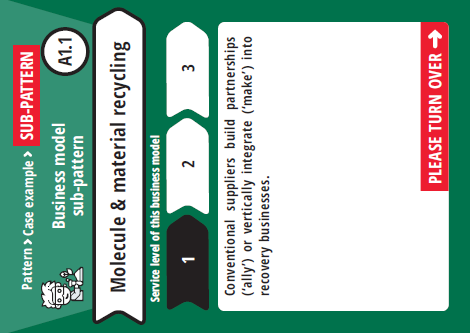 Pattern > Case example > SUB-PATTERN
Business model
sub-pattern
A1.1
Molecule & material recycling
Service level of this business model
1 2 3
Conventional suppliers build partnerships
('ally') or vertically integrate ('make') into
recovery businesses.
PLEASE TURN OVER →